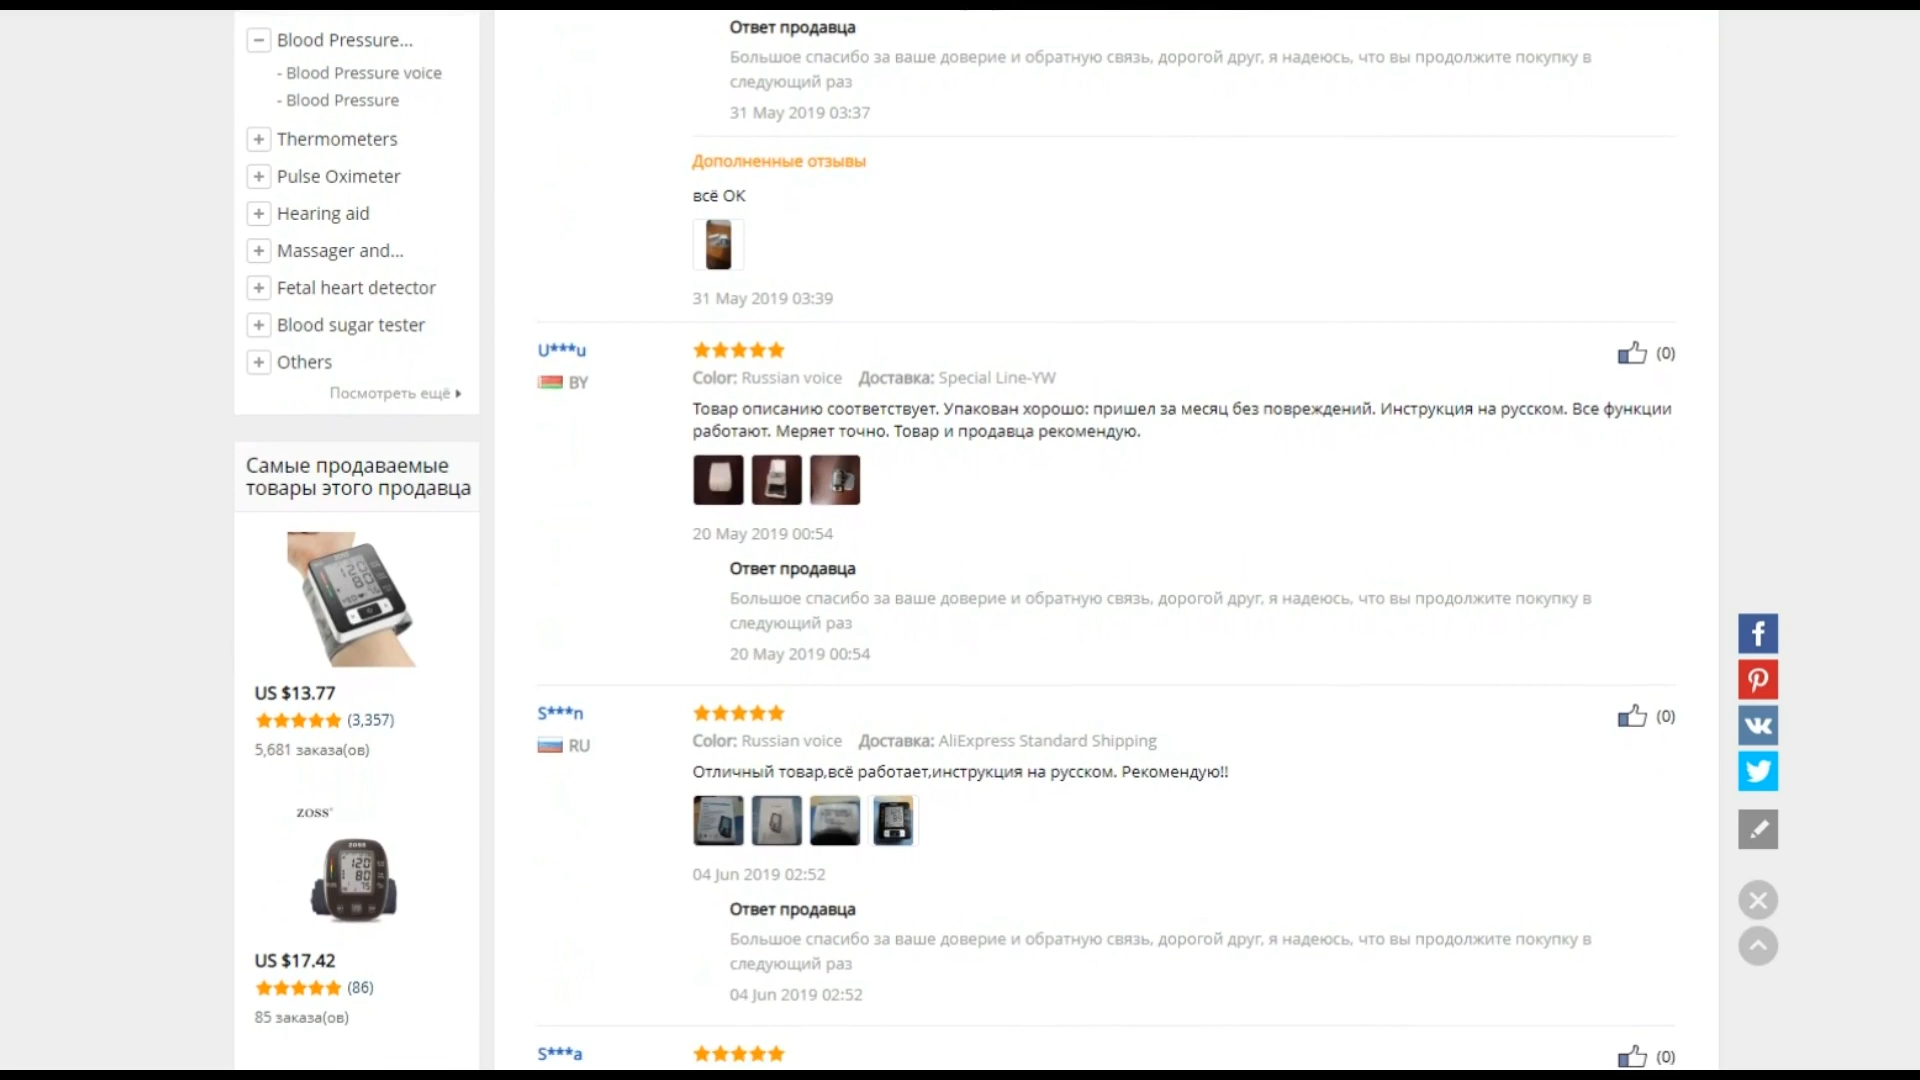 Blood Pressure...
- Blood Pressure voice
- Blood Pressure
Thermometers
Pulse Oximeter
Hearing aid
Massager and...
Fetal heart detector
Blood sugar tester
Others
Посмотреть ещё
Самые продаваемые
товары этого продавца
US $13.77
(3,357)
5,681 заказа(ов)
ZOSS
US $17.42
(86)
85 заказа(ов)
Ответ продавца
Большое спасибо за ваше доверие и обратную связь, дорогой друг, я надеюсь, что вы продолжите покупку в
следующий раз
31 May 2019 03:37
Дополненные отзывы
всё ОК
31 May 2019 03:39
U***u
BY
(0)
Color: Russian voice Доставка: Special Line-YW
Товар описанию соответствует. Упакован хорошо: пришел за месяц без повреждений. Инструкция на русском. Все функции
работают. Меряет точно. Товар и продавца рекомендую.
20 May 2019 00:54
Ответ продавца
Большое спасибо за ваше доверие и обратную связь, дорогой друг, я надеюсь, что вы продолжите покупку в
следующий раз
20 May 2019 00:54
S***n
RU
(0)
Color: Russian voice Доставка: AliExpress Standard Shipping
Отличный товар,всё работает,инструкция на русском. Рекомендую!!
04 Jun 2019 02:52
Ответ продавца
Большое спасибо за ваше доверие и обратную связь, дорогой друг, я надеюсь, что вы продолжите покупку в
следующий раз
04 Jun 2019 02:52
S***a
(0)